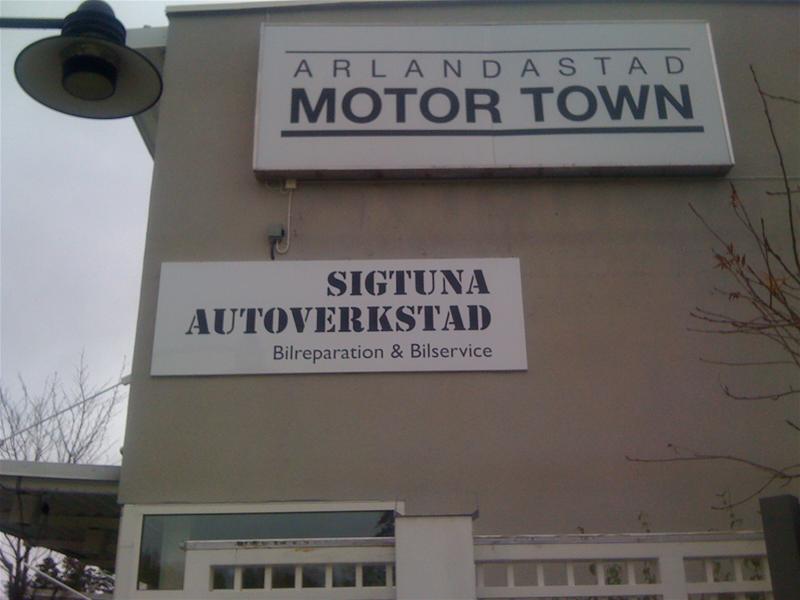 ARLANDASTAD
MOTOR TOWN
SIGTUNA
AUTOVERKSTAD
Bilreparation & Bilservice